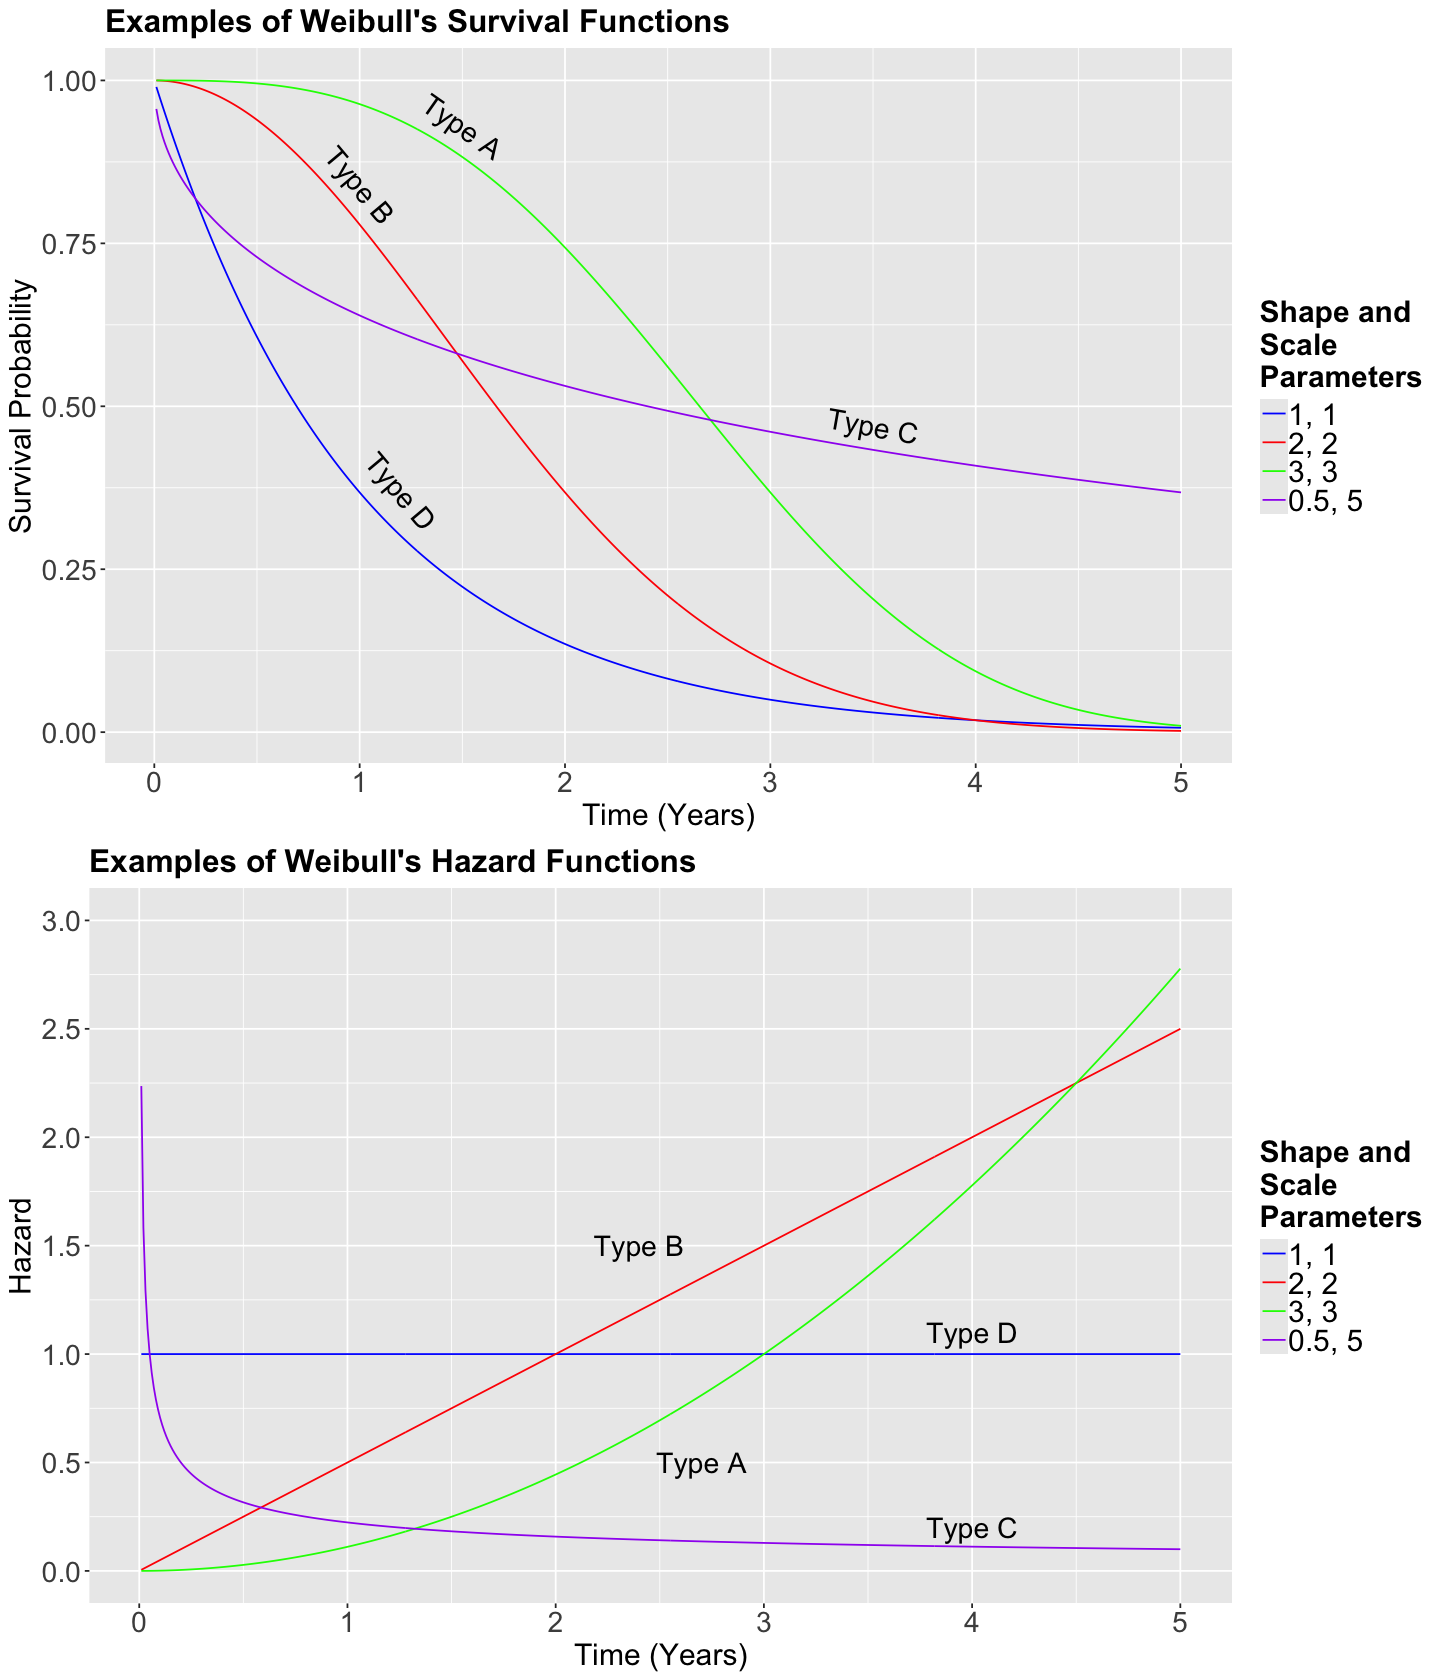 Examples of Weibull's Survival Functions
1.00
0.75
0.50
0.25
0.00
Survival Probability
Type A
Type B
Type C
Type D
0 1 2 3 4 5
Time (Years)
Shape and
Scale
Parameters
1, 1
2, 2
3, 3
0.5, 5
Examples of Weibull's Hazard Functions
3.0
2.5
2.0
1.5
1.0
0.5
0.0
Hazard
Type B
Type D
Type A
Type C
0 1 2 3 4 5
Time (Years)
Shape and
Scale
Parameters
1, 1
2, 2
3, 3
0.5, 5